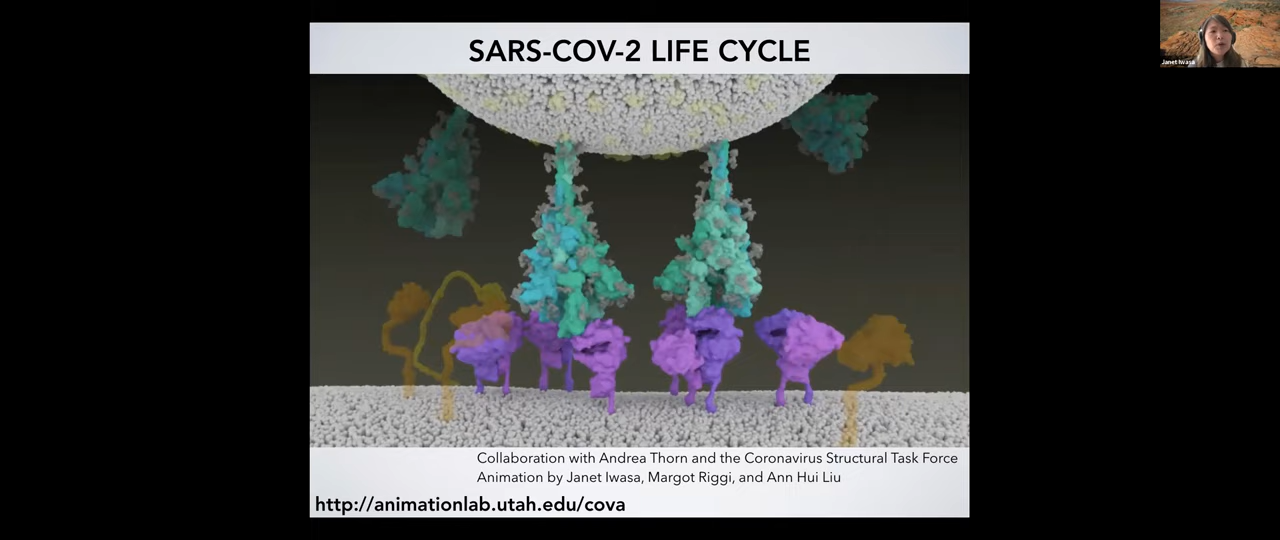 SARS-COV-2 LIFE CYCLE
Janet Iwasa
Collaboration with Andrea Thorn and the Coronavirus Structural Task Force
Animation by Janet Iwasa, Margot Riggi, and Ann Hui Liu
http://animationlab.utah.edu/cova